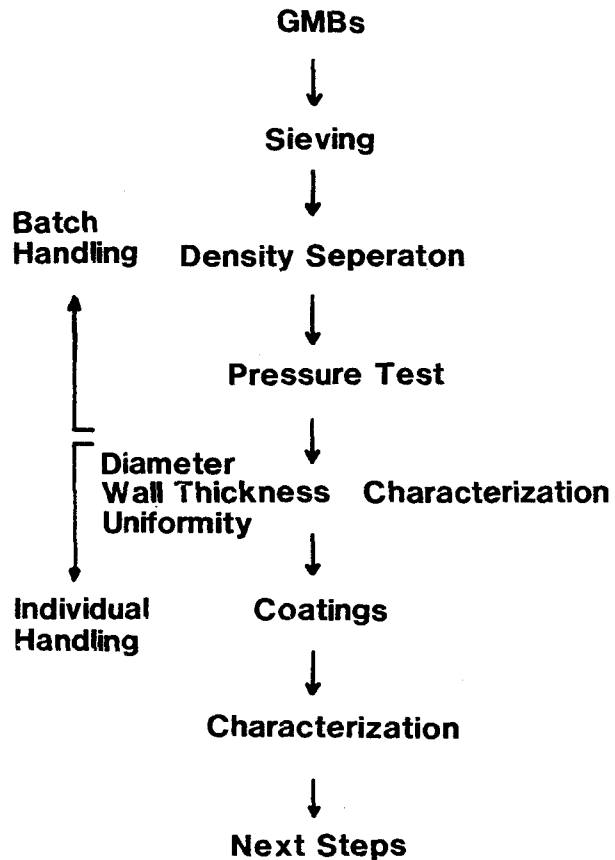 GMBs
Sieving
Batch
Handling
Density Seperaton
Pressure Test
Diameter
Wall Thickness Characterization
Uniformity
Individual
Handling
Coatings
Characterization
Next Steps